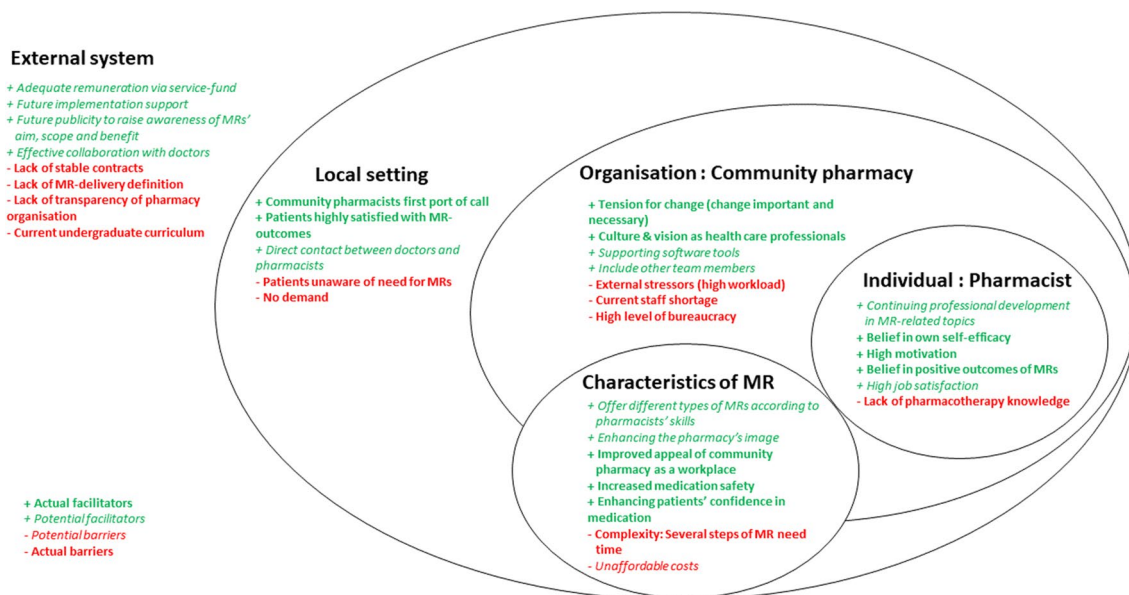 External system
+ Adequate remuneration via service-fund
+ Future implementation support
+ Future publicity to raise awareness of MRs'
aim, scope and benefit
+ Effective collaboration with doctors
- Lack of stable contracts
- Lack of MR-delivery definition
- Lack of transparency of pharmacy
organisation
- Current undergraduate curriculum
Local setting
+ Community pharmacists first port of call
+ Patients highly satisfied with MR-
outcomes
+ Direct contact between doctors and
pharmacists
- Patients unaware of need for MRs
- No demand
Organisation : Community pharmacy
+ Tension for change (change important and
necessary)
+ Culture & vision as health care professionals
+ Supporting software tools
+ Include other team members
- External stressors (high workload)
- Current staff shortage
- High level of bureaucracy
Individual : Pharmacist
+ Continuing professional development
in MR-related topics
+ Belief in own self-efficacy
+ High motivation
+ Belief in positive outcomes of MRs
+ High job satisfaction
- Lack of pharmacotherapy knowledge
Characteristics of MR
+ Offer different types of MRs according to
pharmacists' skills
+ Enhancing the pharmacy's image
+ Improved appeal of community
pharmacy as a workplace
+ Increased medication safety
+ Enhancing patients' confidence in
medication
- Complexity: Several steps of MR need
time
- Unaffordable costs
+ Actual facilitators
+ Potential facilitators
- Potential barriers
- Actual barriers